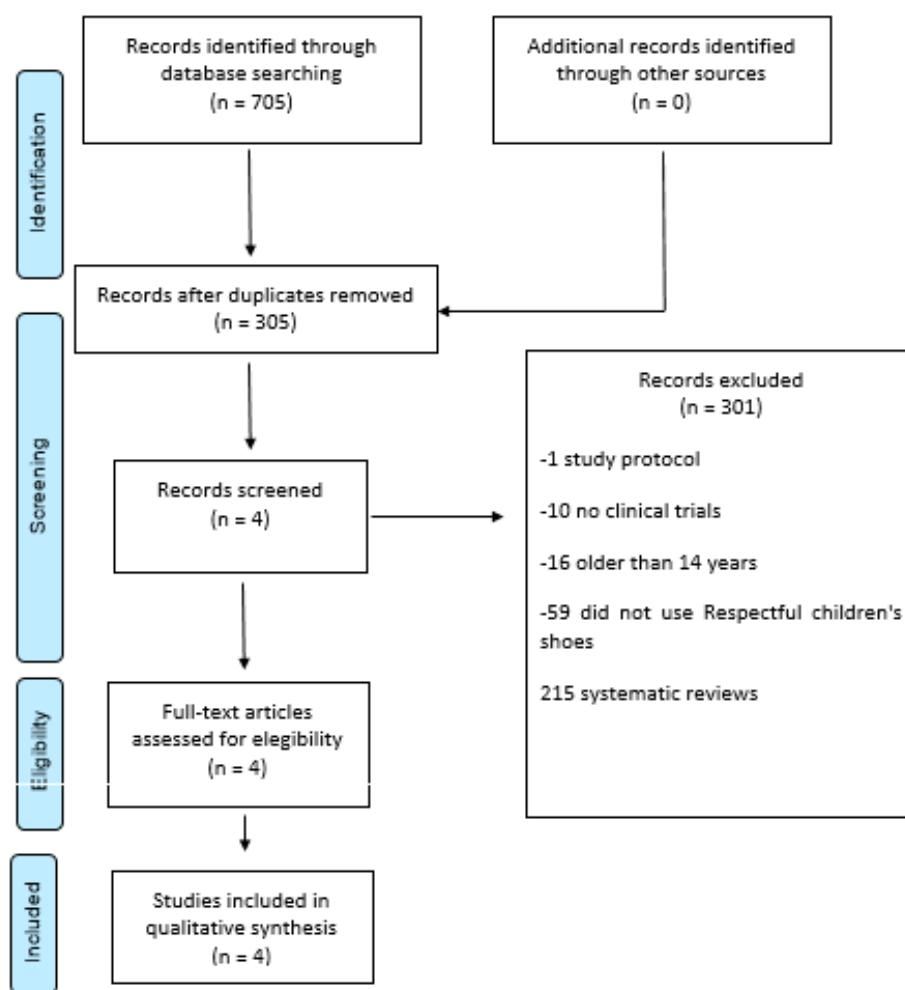 Records identified through
database searching
(n = 705)
Additional records identified
through other sources
(n = 0)
Identification
Records after duplicates removed
(n = 305)
Screening
Records screened
(n = 4)
Records excluded
(n = 301)
-1 study protocol
-10 no clinical trials
-16 older than 14 years
-59 did not use Respectful children's
shoes
215 systematic reviews
Eligibility
Full-text articles
assessed for elegibility
(n = 4)
Included
Studies included in
qualitative synthesis
(n = 4)